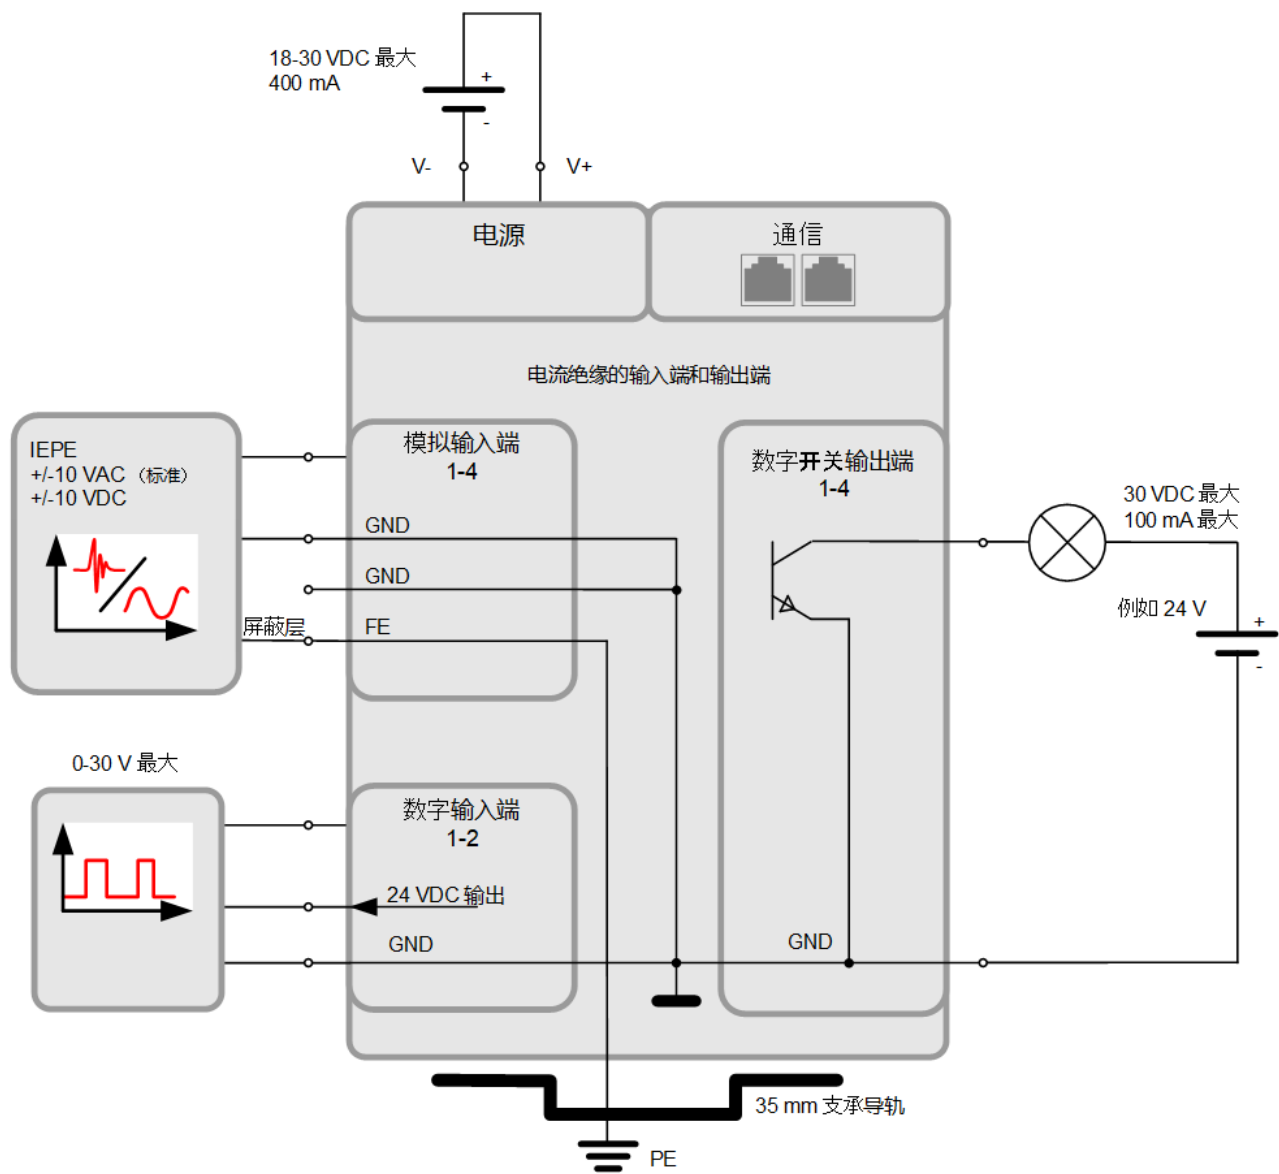 18-30 VDC 最大
400 mA
+
-
V-
V+
电源
通信
电流绝缘的输入端和输出端
IEPE
+/-10 VAC（标准）
+/-10 VDC
模拟输入端
1-4
GND
GND
屏蔽层
FE
数字开关输出端
1-4
30 VDC 最大
100 mA 最大
例如 24 V
+
-
0-30 V 最大
数字输入端
1-2
24 VDC 输出
GND
GND
35 mm 支承导轨
PE